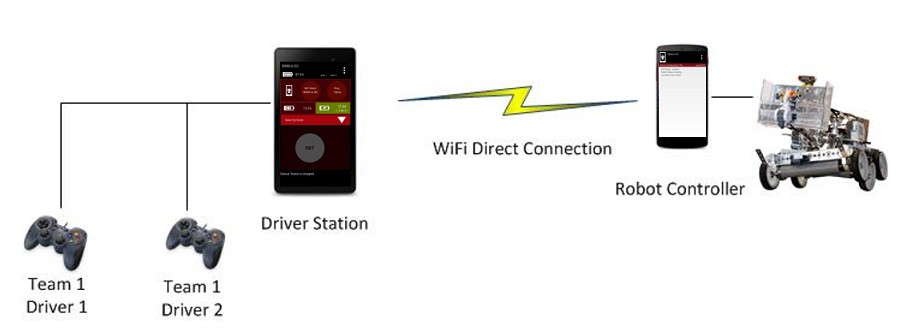 WiFi Direct Connection
Robot Controller
Driver Station
Team 1
Driver 1
Team 1
Driver 2